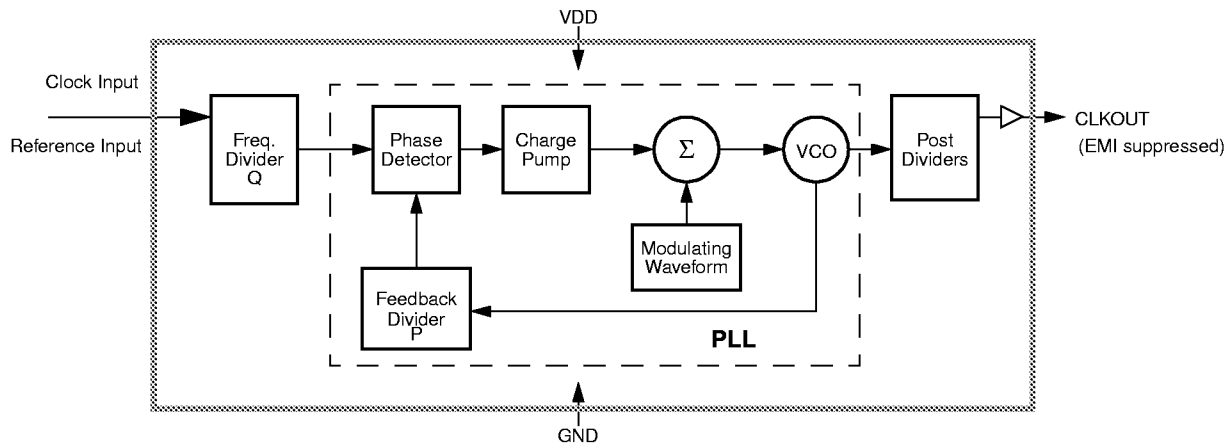 VDD
Clock Input
Reference Input
Freq.
Divider
Q
Phase
Detector
Charge
Pump
Σ
VCO
Post
Dividers
CLKOUT
(EMI suppressed)
Modulating
Waveform
Feedback
Divider
P
PLL
GND